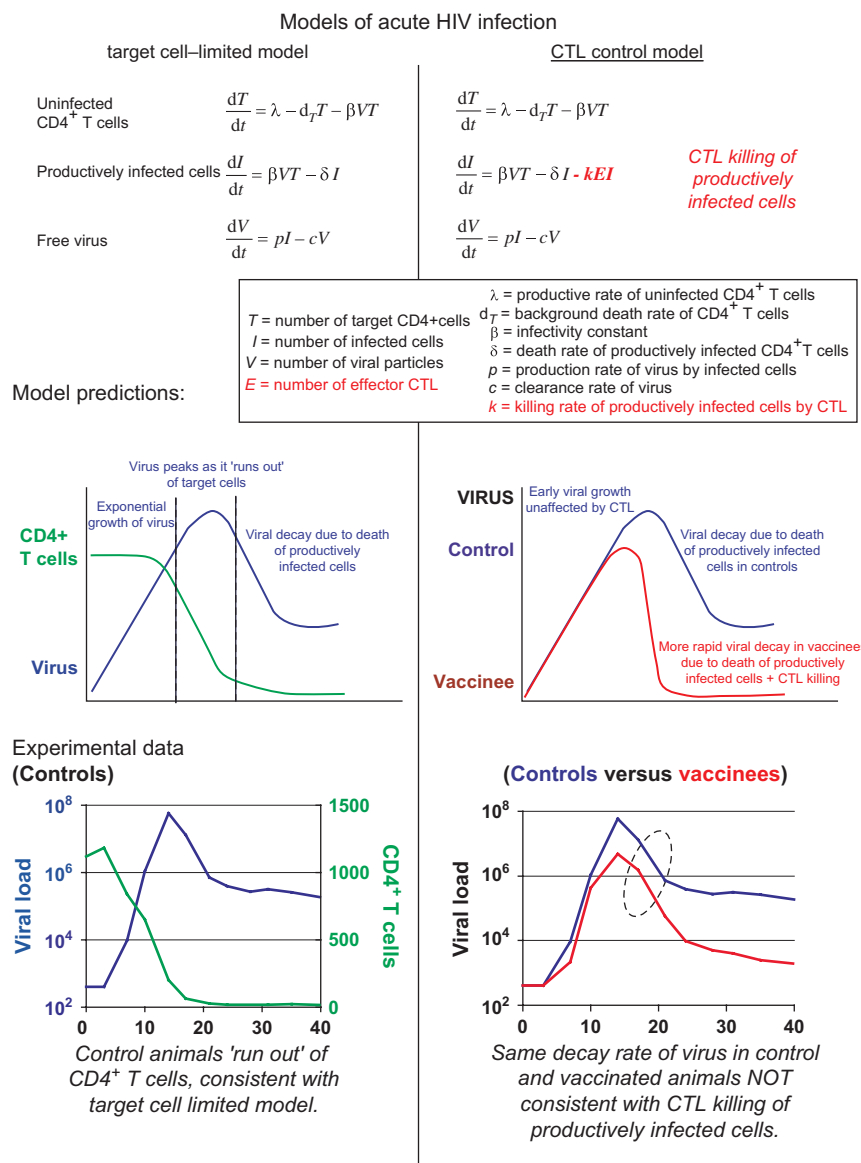 Models of acute HIV infection
target cell–limited model
CTL control model
Uninfected
CD4+ T cells
dT/dt = λ – d_T T – βVT
dT/dt = λ – d_T T – βVT
Productively infected cells
dI/dt = βVT – δ I
dI/dt = βVT – δ I - kEI
CTL killing of
productively
infected cells
Free virus
dV/dt = pI – cV
dV/dt = pI – cV
T = number of target CD4+cells
I = number of infected cells
V = number of viral particles
E = number of effector CTL
λ = productive rate of uninfected CD4+ T cells
d_T = background death rate of CD4+ T cells
β = infectivity constant
δ = death rate of productively infected CD4+T cells
p = production rate of virus by infected cells
c = clearance rate of virus
k = killing rate of productively infected cells by CTL
Model predictions:
Virus peaks as it 'runs out'
of target cells
Exponential
growth of virus
Viral decay due to death
of productively
infected cells
CD4+
T cells
Virus
VIRUS
Control
Vaccinee
Early viral growth
unaffected by CTL
Viral decay due to death
of productively infected
cells in controls
More rapid viral decay in vaccinee
due to death of productively
infected cells + CTL killing
Experimental data
(Controls)
Viral load
10^8
10^6
10^4
10^2
0 10 20 30 40
1500
1000
500
0
CD4+ T cells
Control animals 'run out' of
CD4+ T cells, consistent with
target cell limited model.
(Controls versus vaccinees)
Viral load
10^8
10^6
10^4
10^2
0 10 20 30 40
Same decay rate of virus in control
and vaccinated animals NOT
consistent with CTL killing of
productively infected cells.